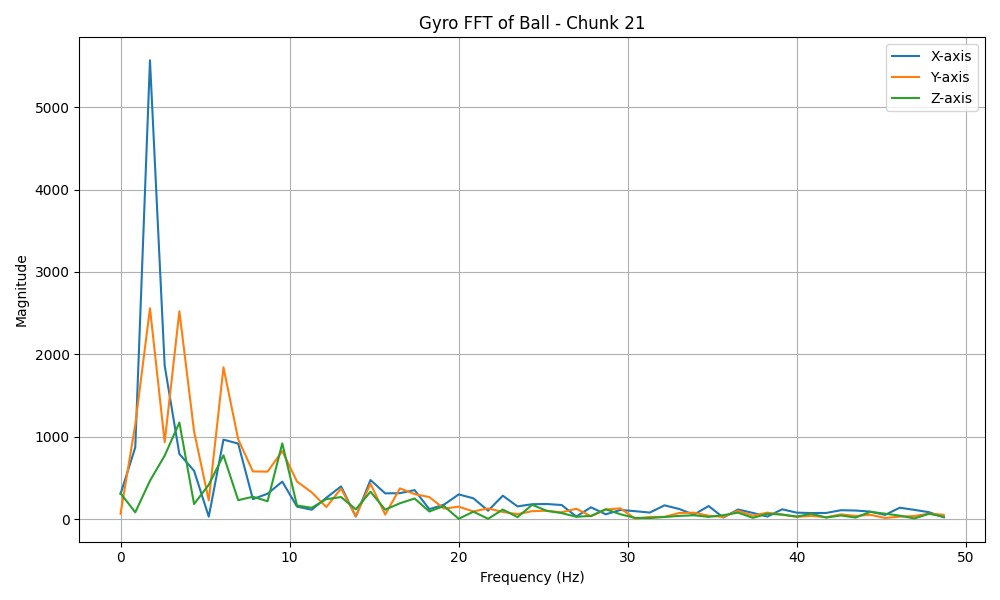 Gyro FFT of Ball - Chunk 21
X-axis
Y-axis
Z-axis
Magnitude
5000
4000
3000
2000
1000
0
0 10 20 30 40 50
Frequency (Hz)